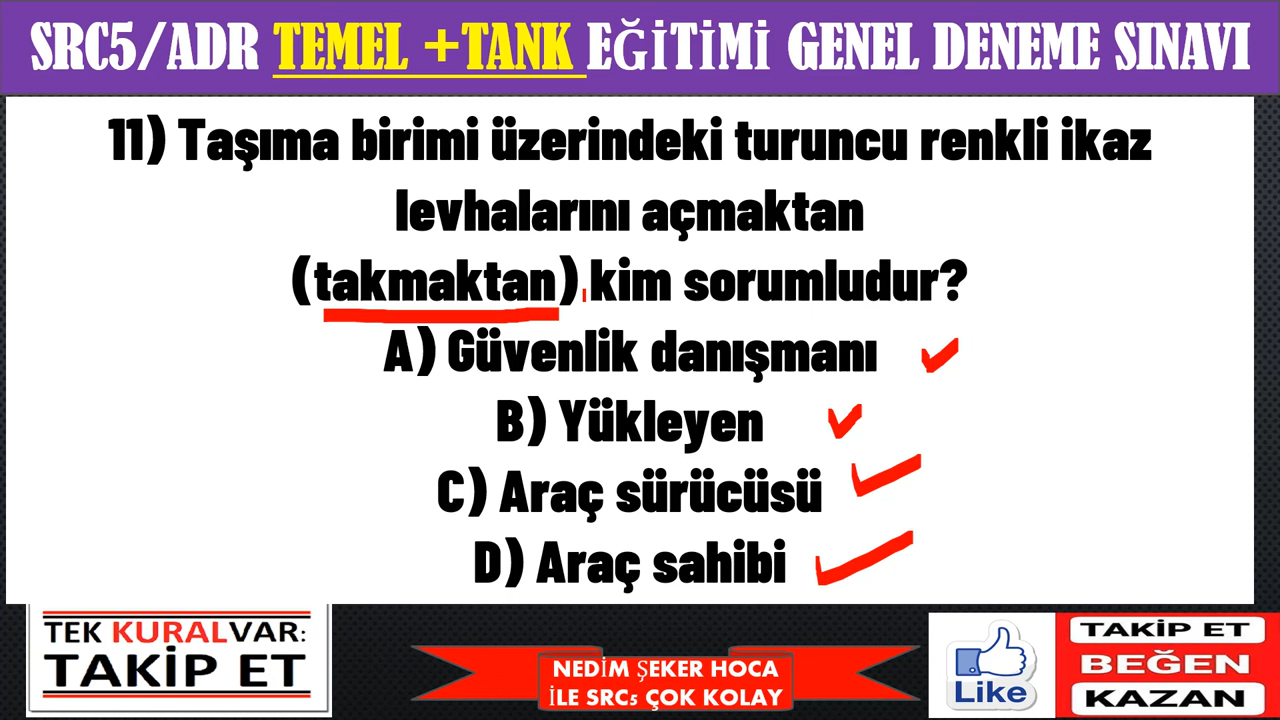 SRC5/ADR TEMEL +TANK EĞİTİMİ GENEL DENEME SINAVI
11) Taşıma birimi üzerindeki turuncu renkli ikaz
levhalarını açmaktan
(takmaktan) kim sorumludur?
A) Güvenlik danışmanı
B) Yükleyen
C) Araç sürücüsü
D) Araç sahibi
TEK KURAL VAR:
TAKİP ET
NEDİM ŞEKER HOCA
İLE SRC5 ÇOK KOLAY
Like
TAKİP ET
BEĞEN
KAZAN